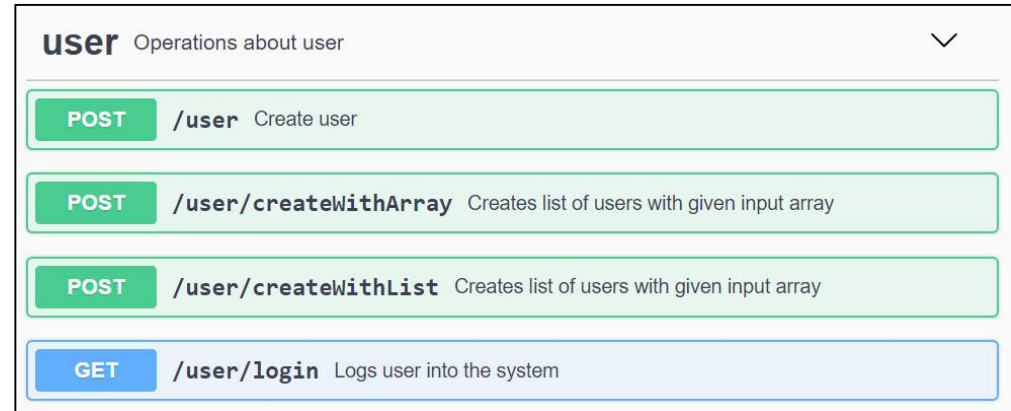 user Operations about user
POST /user Create user
POST /user/createWithArray Creates list of users with given input array
POST /user/createWithList Creates list of users with given input array
GET /user/login Logs user into the system